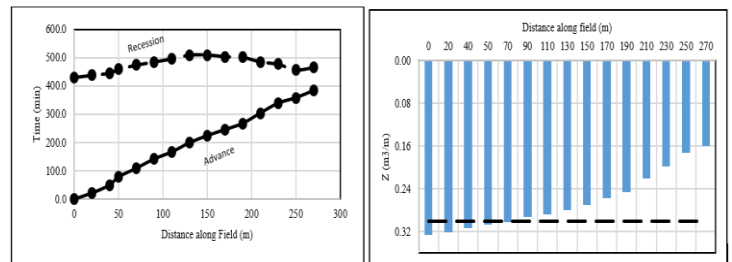 600.0
500.0
400.0
300.0
200.0
100.0
0.0
Time (min)
Recession
Advance
0 50 100 150 200 250 300
Distance along Field (m)
Distance along field (m)
0 20 40 50 70 90 110 130 150 170 190 210 230 250 270
0.00
0.08
0.16
0.24
0.32
Z (m3/m)